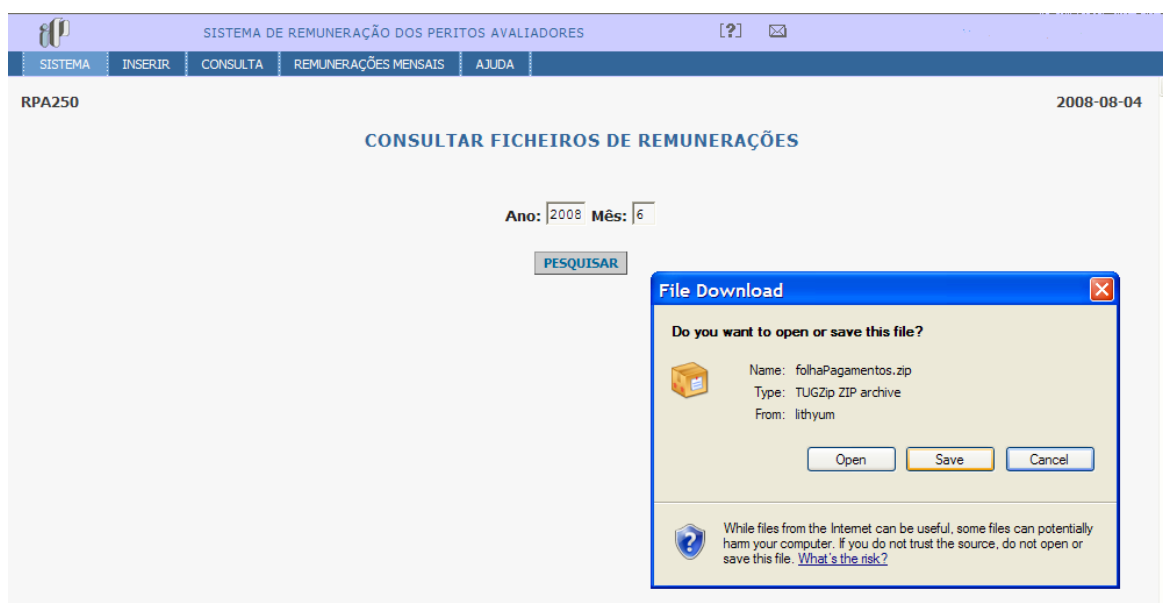 SISTEMA DE REMUNERAÇÃO DOS PERITOS AVALIADORES [?]
SISTEMA INSERIR CONSULTA REMUNERAÇÕES MENSAIS AJUDA
RPA250 2008-08-04
CONSULTAR FICHEIROS DE REMUNERAÇÕES
Ano: 2008 Mês: 6
PESQUISAR
File Download
Do you want to open or save this file?
Name: folhaPagamentos.zip
Type: TUGZip ZIP archive
From: lithyum
Open Save Cancel
While files from the Internet can be useful, some files can potentially
harm your computer. If you do not trust the source, do not open or
save this file. What's the risk?